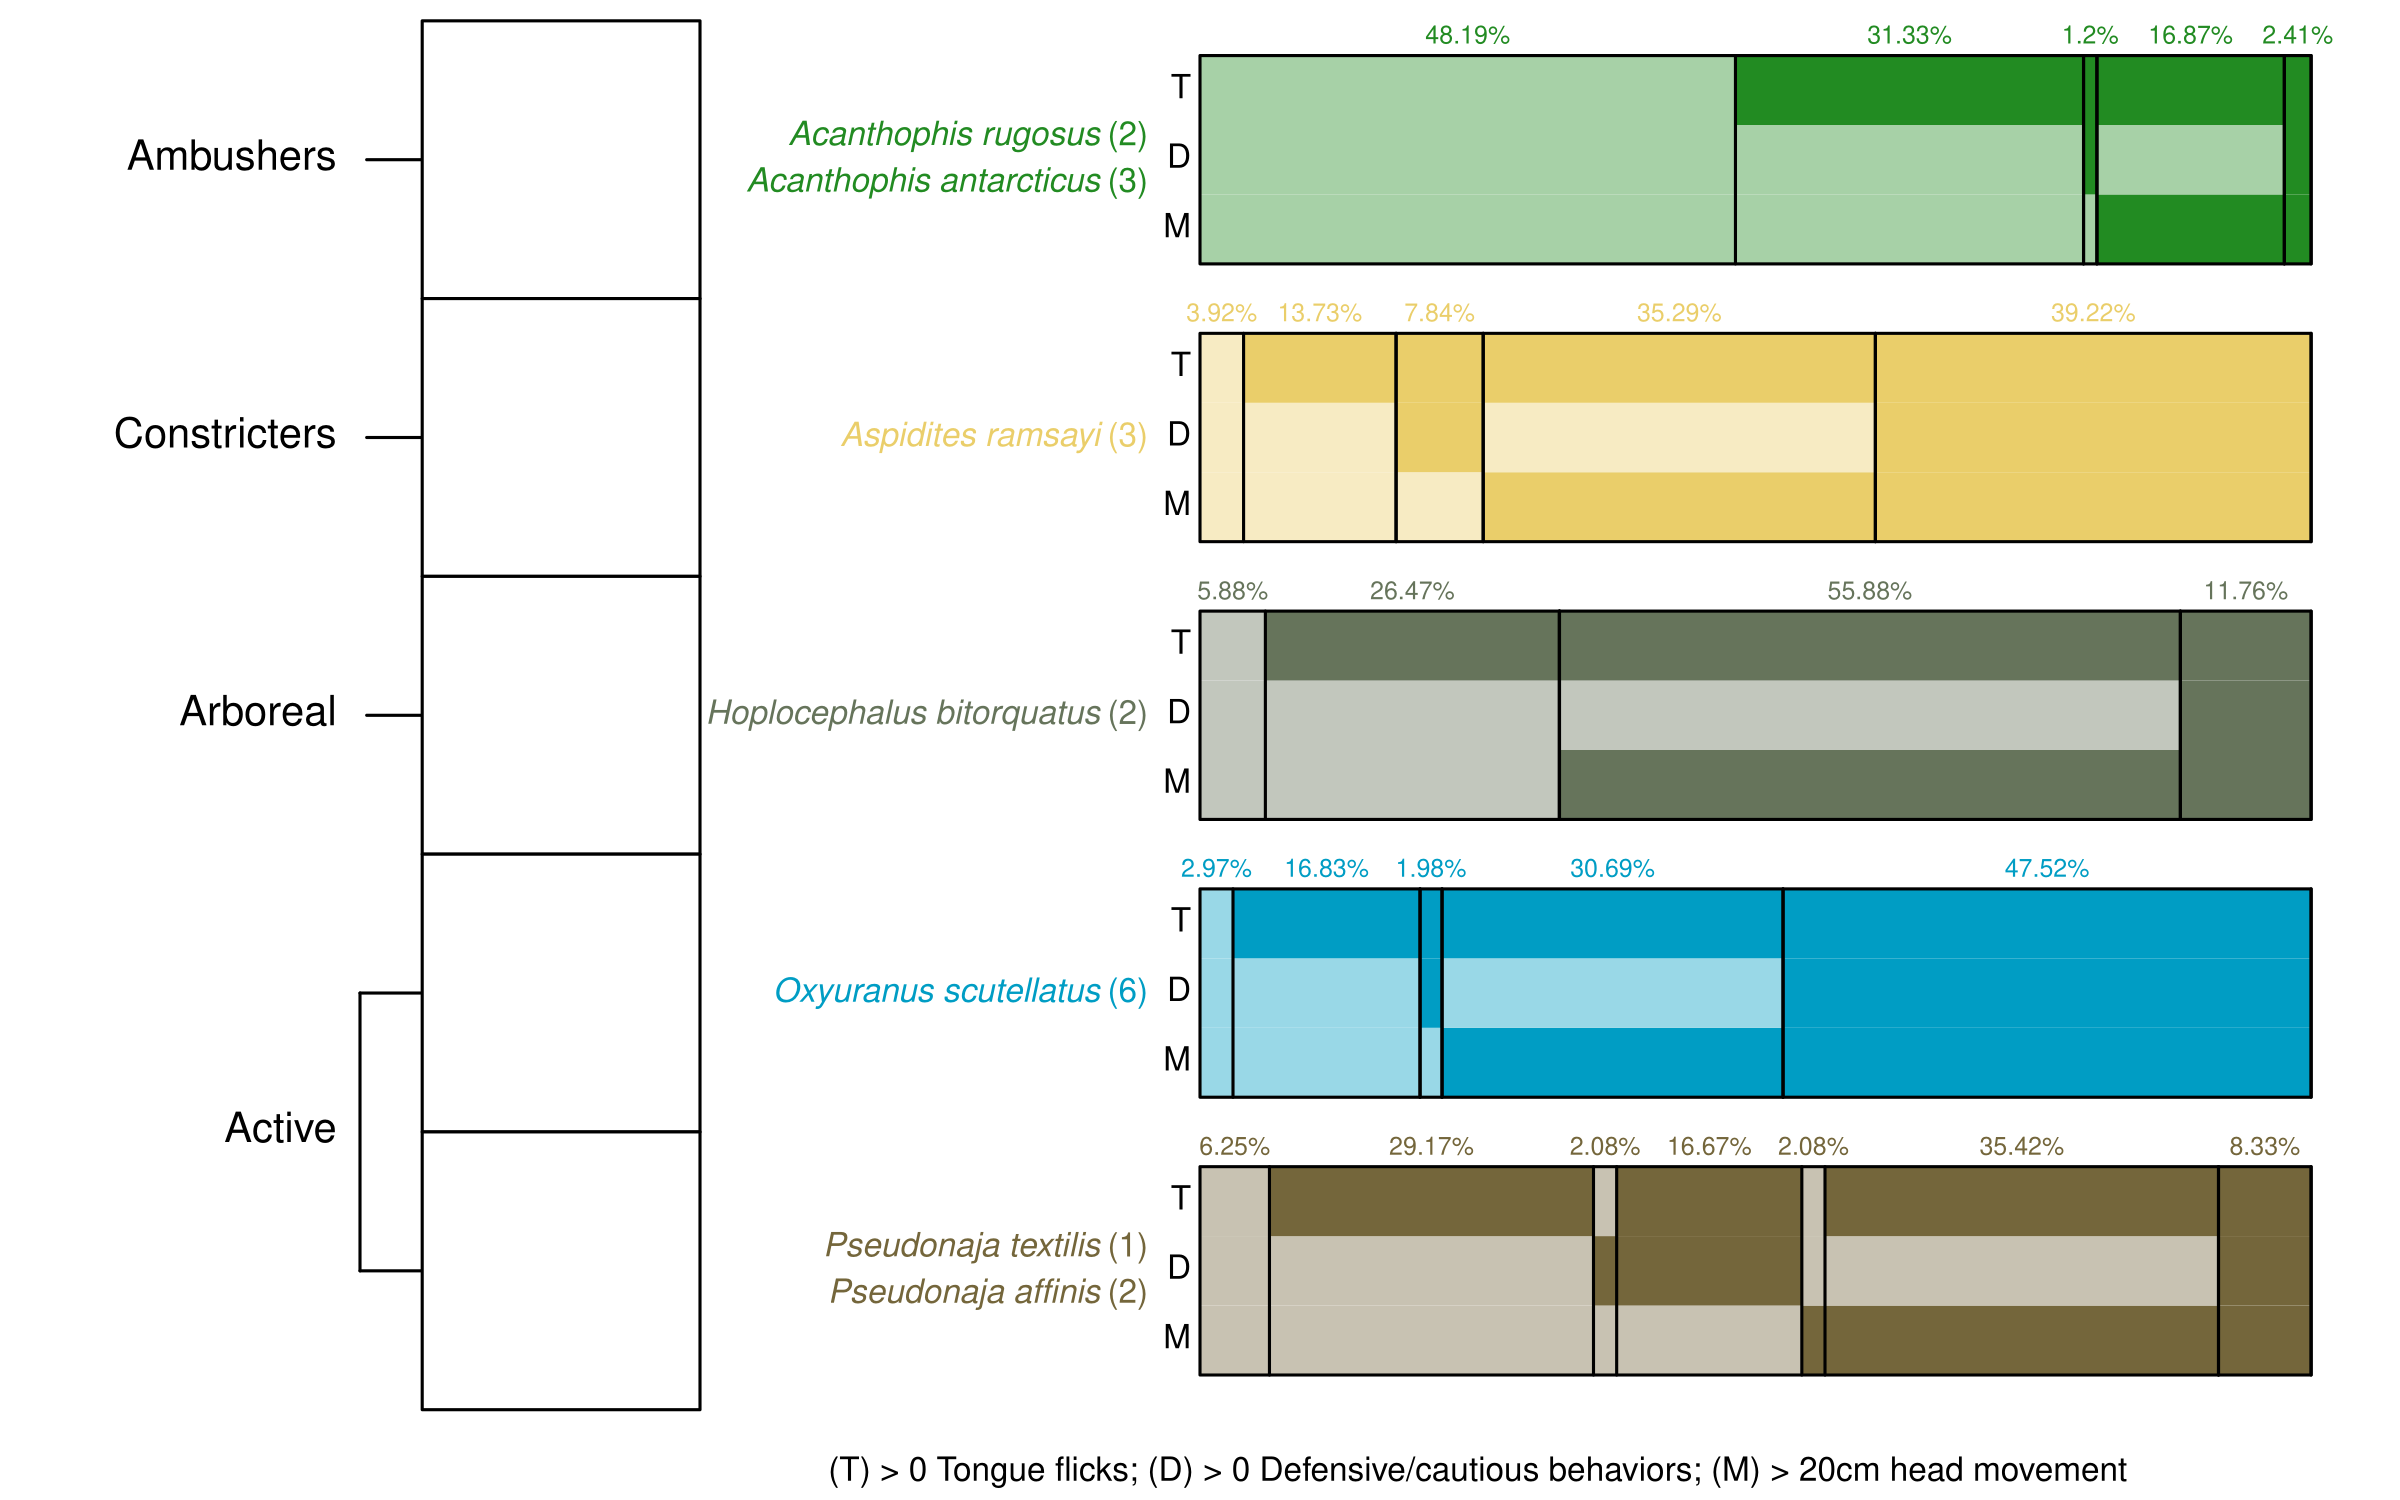 48.19% 31.33% 1.2% 16.87% 2.41%
T
Ambushers
Acanthophis rugosus (2)
D
Acanthophis antarcticus (3)
M
3.92% 13.73% 7.84% 35.29% 39.22%
T
Constricters
Aspidites ramsayi (3)
D
M
5.88% 26.47% 55.88% 11.76%
T
Arboreal
Hoplocephalus bitorquatus (2)
D
M
2.97% 16.83% 1.98% 30.69% 47.52%
T
Oxyuranus scutellatus (6)
D
M
Active
6.25% 29.17% 2.08% 16.67% 2.08% 35.42% 8.33%
T
Pseudonaja textilis (1)
D
Pseudonaja affinis (2)
M
(T) > 0 Tongue flicks; (D) > 0 Defensive/cautious behaviors; (M) > 20cm head movement